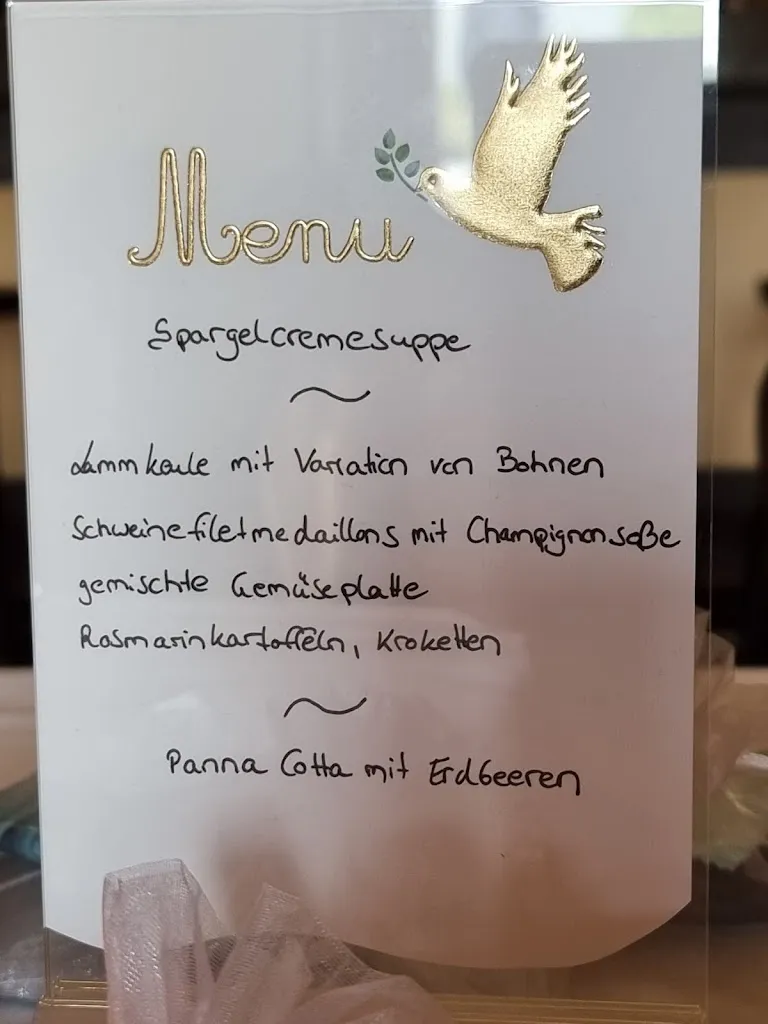 Menu
Spargelcremesuppe
~
Lammkeule mit Variation von Bohnen
Schweinefiletmedaillons mit Champignonsoße
gemischte Gemüseplatte
Rosmarinkartoffeln, Kroketten
~
Panna Cotta mit Erdbeeren